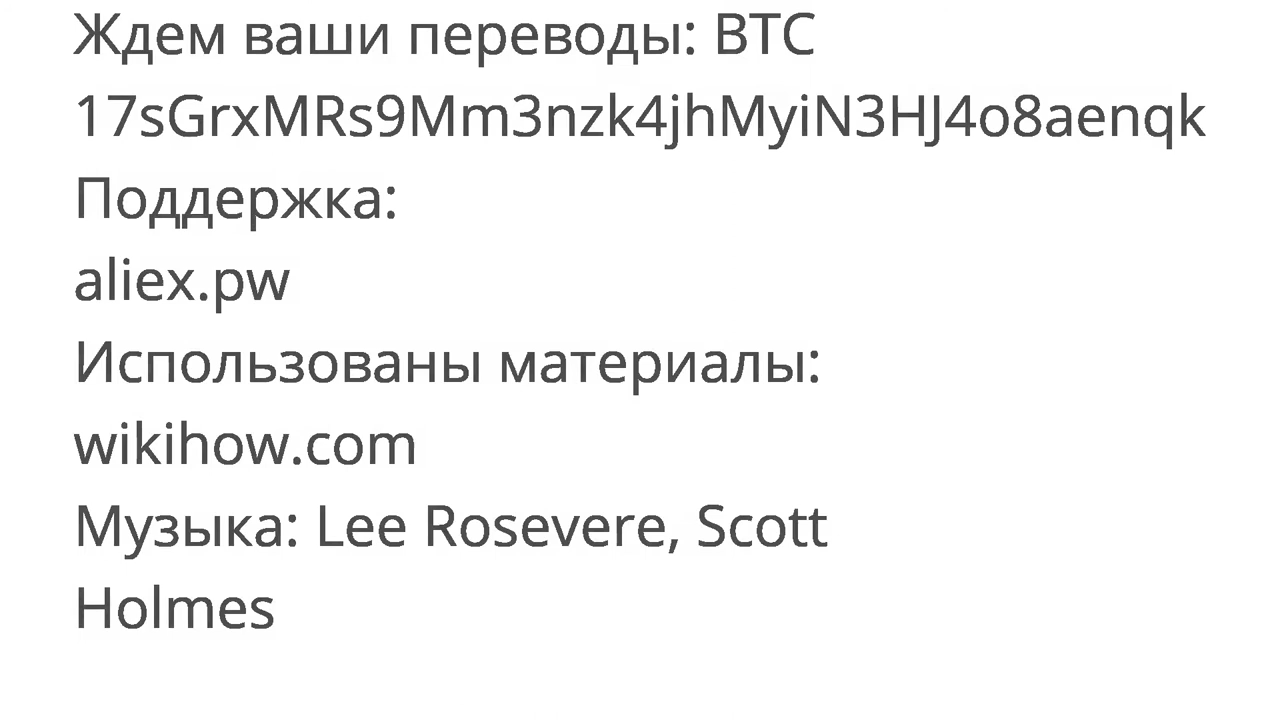 Ждем ваши переводы: BTC
17sGrxMRs9Mm3nzk4jhMyiN3HJ4o8aenqk
Поддержка:
aliex.pw
Использованы материалы:
wikihow.com
Музыка: Lee Rosevere, Scott
Holmes